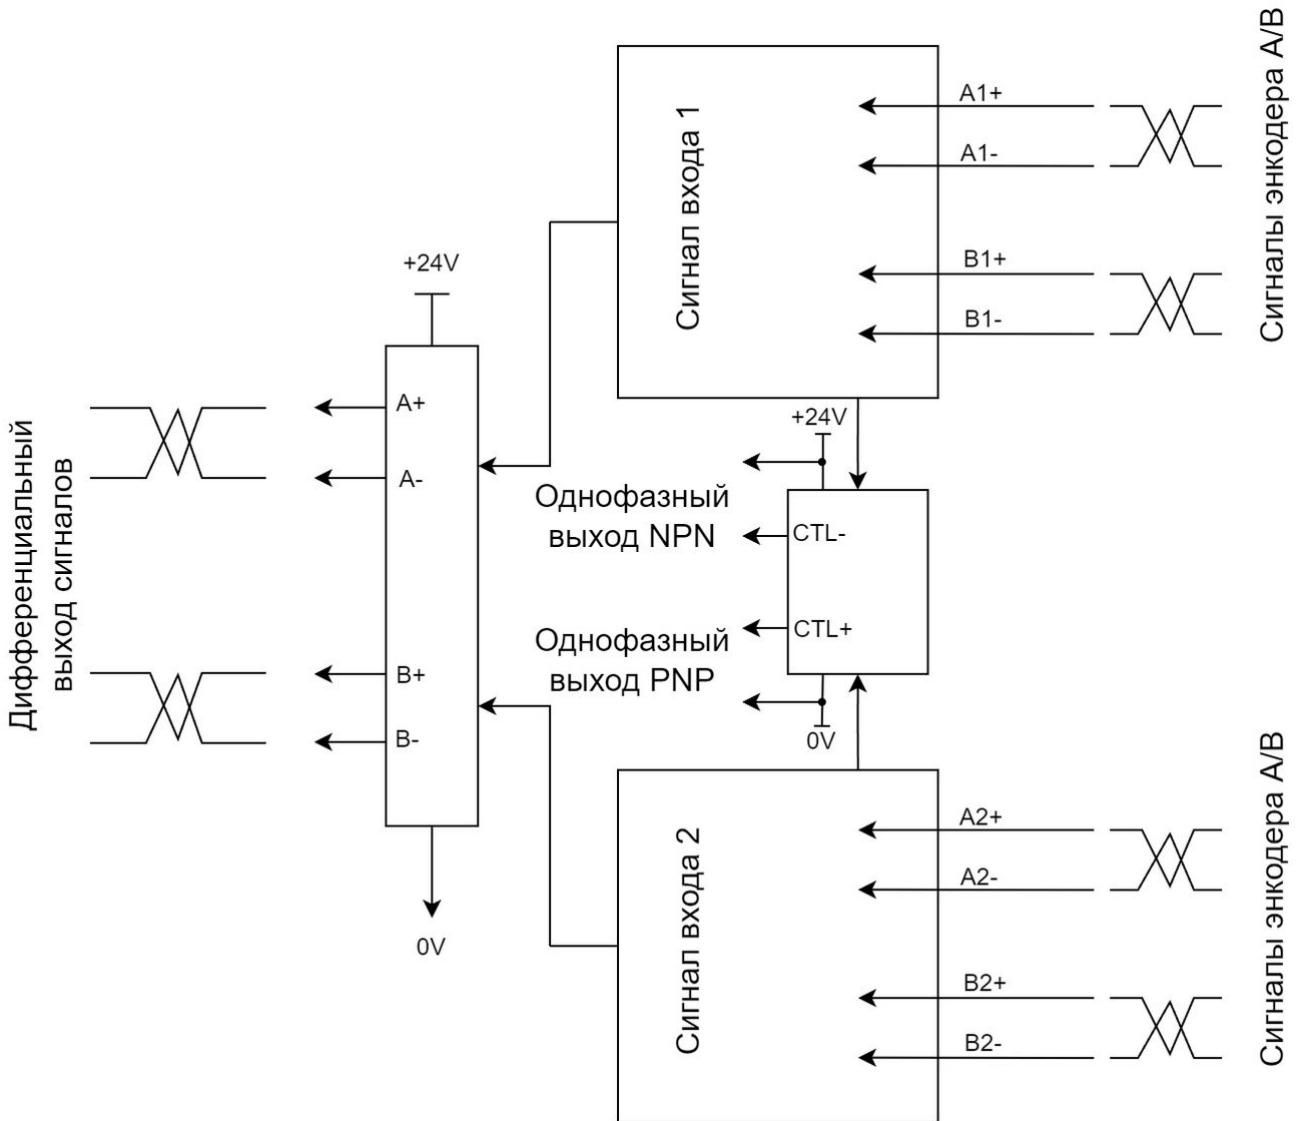 Дифференциальный
выход сигналов
+24V
A+
A-
B+
B-
0V
Сигнал входа 1
A1+
A1-
B1+
B1-
Сигналы энкодера A/B
+24V
Однофазный
выход NPN
CTL-
CTL+
Однофазный
выход PNP
0V
Сигнал входа 2
A2+
A2-
B2+
B2-
Сигналы энкодера A/B